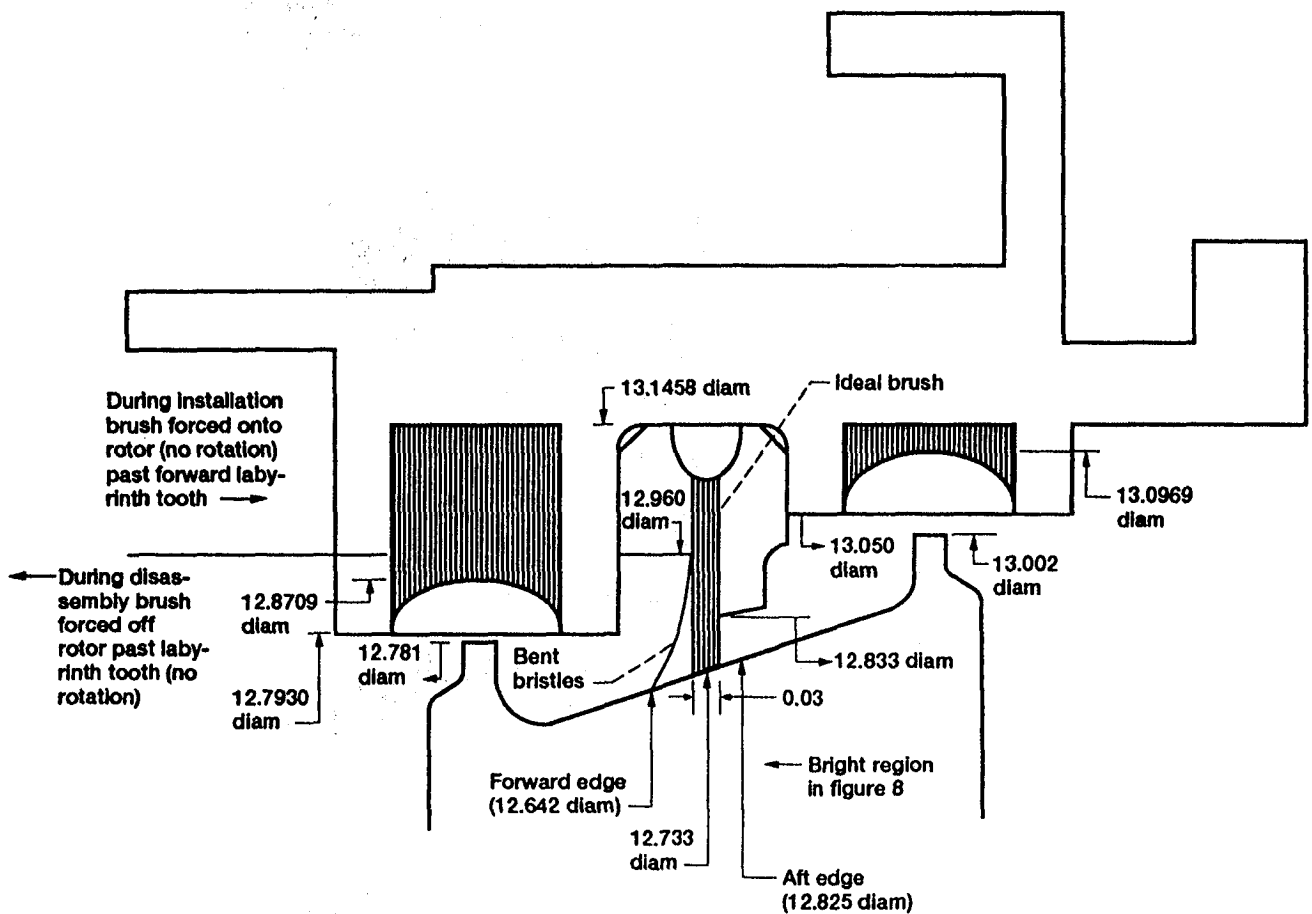 During installation
brush forced onto
rotor (no rotation)
past forward laby-
rinth tooth
During disas-
sembly brush
forced off
rotor past laby-
rinth tooth (no
rotation)
13.1458 diam
Ideal brush
12.960
diam
13.0969
diam
13.050
diam
13.002
diam
12.8709
diam
12.7930
diam
12.781
diam
Bent
bristles
12.833 diam
0.03
Forward edge
(12.642 diam)
Bright region
in figure 8
12.733
diam
Aft edge
(12.825 diam)